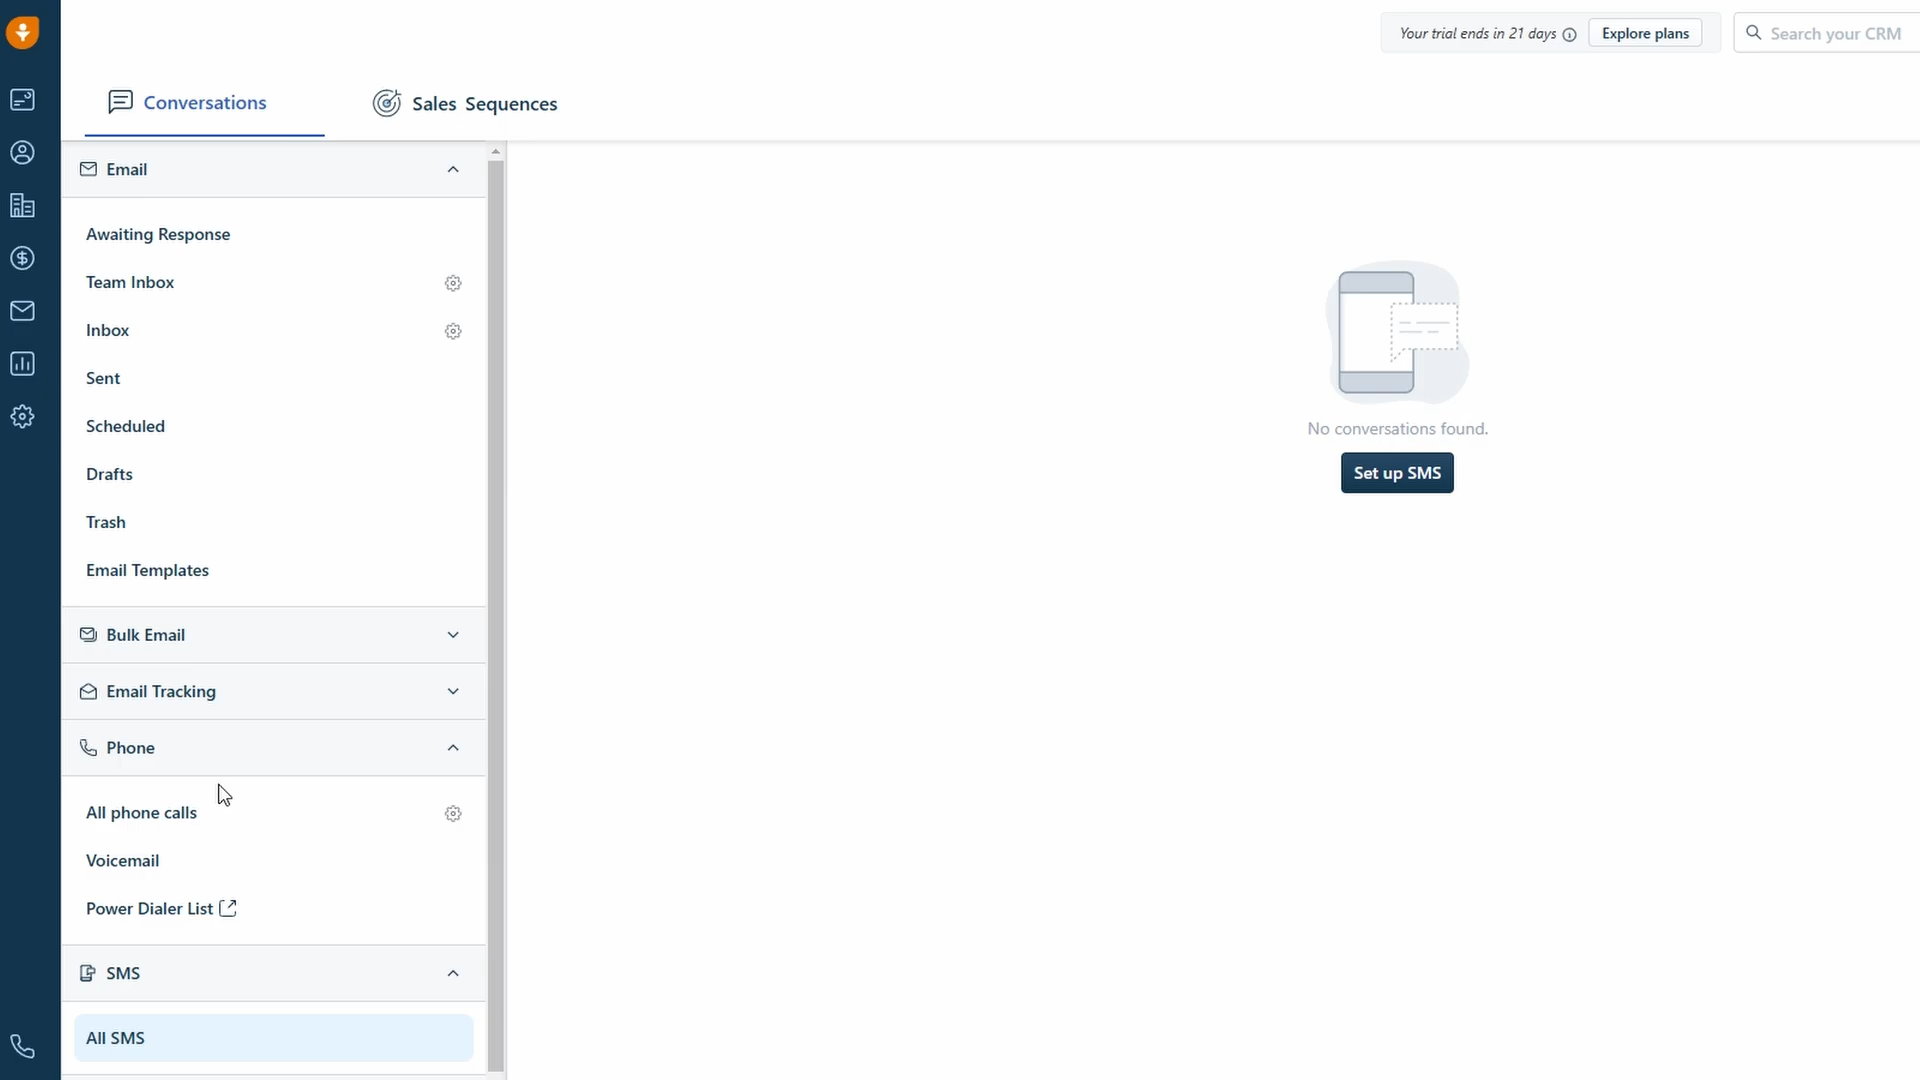 Your trial ends in 21 days
Explore plans
Search your CRM
Conversations
Sales Sequences
Email
Awaiting Response
Team Inbox
Inbox
Sent
Scheduled
Drafts
Trash
Email Templates
Bulk Email
Email Tracking
Phone
All phone calls
Voicemail
Power Dialer List
SMS
All SMS
No conversations found.
Set up SMS